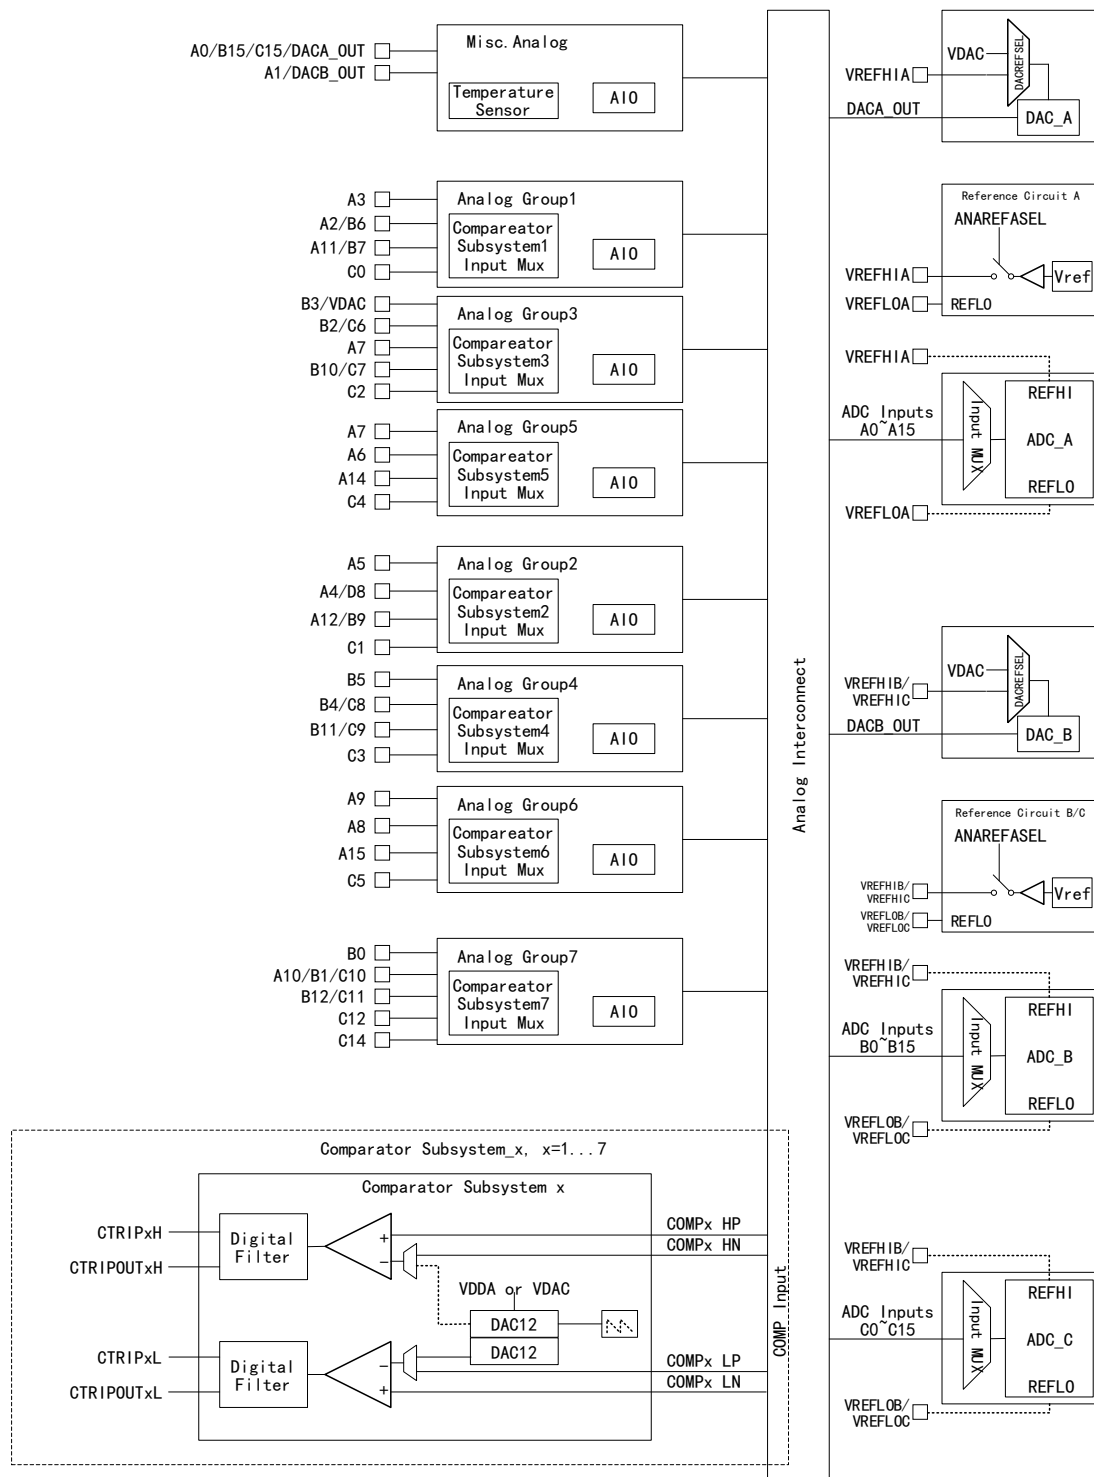 A0/B15/C15/DACA_OUT
A1/DACB_OUT
Misc.Analog
Temperature
Sensor
AIO
A3
A2/B6
A11/B7
C0
Analog Group1
Compareator
Subsystem1
Input Mux
AIO
B3/VDAC
B2/C6
A7
B10/C7
C2
Analog Group3
Compareator
Subsystem3
Input Mux
AIO
A7
A6
A14
C4
Analog Group5
Compareator
Subsystem5
Input Mux
AIO
A5
A4/D8
A12/B9
C1
Analog Group2
Compareator
Subsystem2
Input Mux
AIO
B5
B4/C8
B11/C9
C3
Analog Group4
Compareator
Subsystem4
Input Mux
AIO
A9
A8
A15
C5
Analog Group6
Compareator
Subsystem6
Input Mux
AIO
B0
A10/B1/C10
B12/C11
C12
C14
Analog Group7
Compareator
Subsystem7
Input Mux
AIO
Analog Interconnect
VDAC
VREFHIA
DACREFSEL
DACA_OUT
DAC_A
Reference Circuit A
ANAREFASEL
VREFHIA
Vref
VREFLOA
REFLO
VREFHIA
REFHI
ADC Inputs
A0~A15
Input MUX
ADC_A
REFLO
VREFLOA
VDAC
VREFHIB/
VREFHIC
DACREFSEL
DACB_OUT
DAC_B
Reference Circuit B/C
ANAREFASEL
VREFHIB/
VREFHIC
Vref
VREFLOB/
VREFLOC
REFLO
VREFHIB/
VREFHIC
REFHI
ADC Inputs
B0~B15
Input MUX
ADC_B
REFLO
VREFLOB/
VREFLOC
VREFHIB/
VREFHIC
REFHI
ADC Inputs
C0~C15
Input MUX
ADC_C
REFLO
VREFLOB/
VREFLOC
Comparator Subsystem_x, x=1...7
Comparator Subsystem x
CTRIPxH
CTRIPOUTxH
Digital
Filter
+
−
COMPx HP
COMPx HN
VDDA or VDAC
DAC12
DAC12
CTRIPxL
CTRIPOUTxL
Digital
Filter
−
+
COMPx LP
COMPx LN
COMP Input